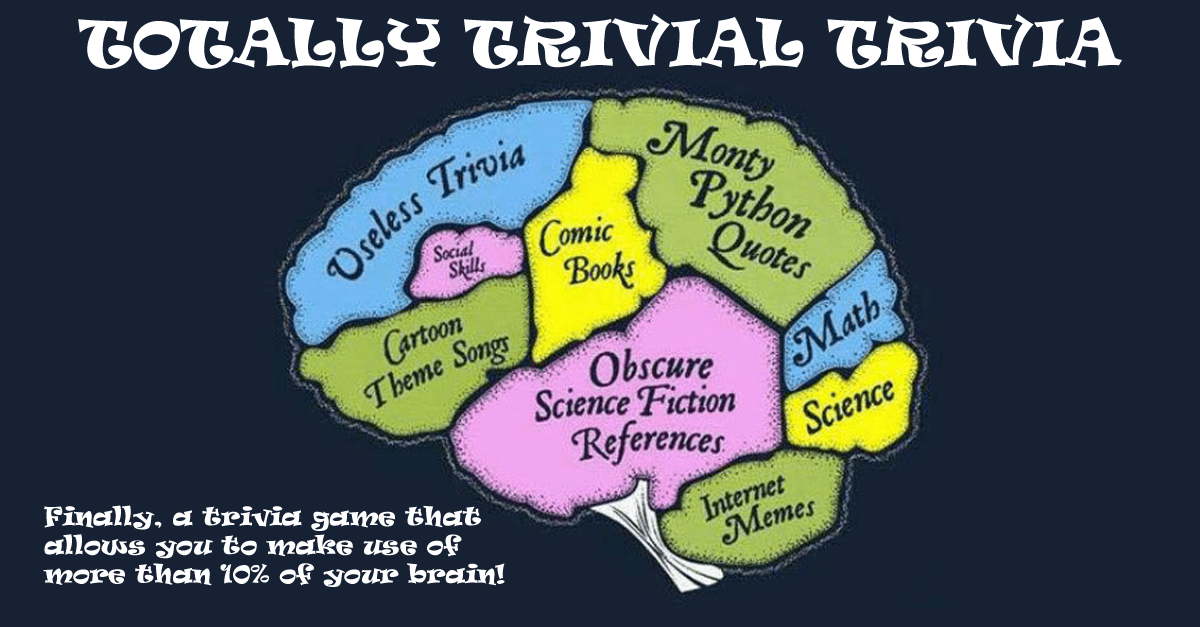 TOTALLY TRIVIAL TRIVIA
Useless Trivia
Monty
Python
Quotes
Comic
Books
Social
Skills
Cartoon
Theme Songs
Math
Obscure
Science Fiction
References
Science
Internet
Memes
Finally, a trivia game that
allows you to make use of
more than 10% of your brain!